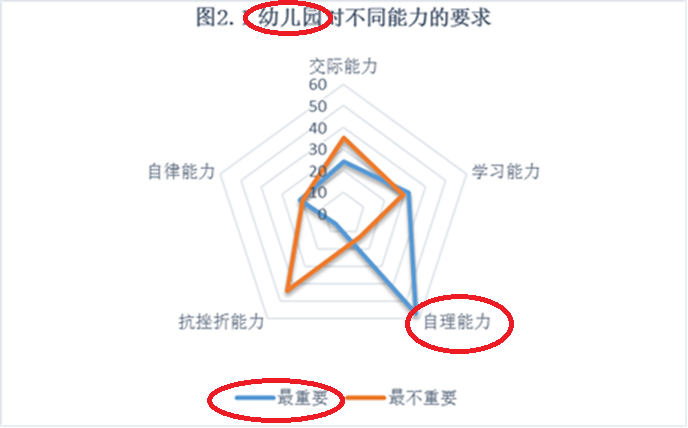 图2. 幼儿园对不同能力的要求
交际能力
60
50
40
30
20
10
0
自律能力
学习能力
抗挫折能力
自理能力
最重要 最不重要